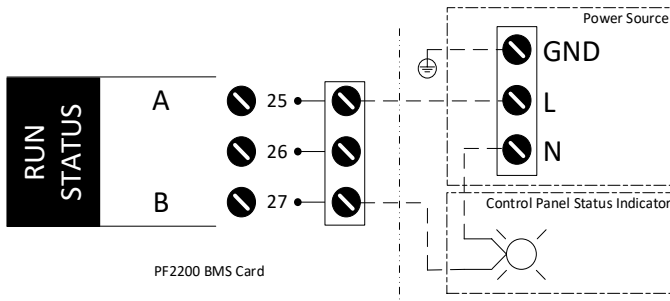 Power Source
GND
L
N
RUN
STATUS
A
B
25
26
27
Control Panel Status Indicator
PF2200 BMS Card